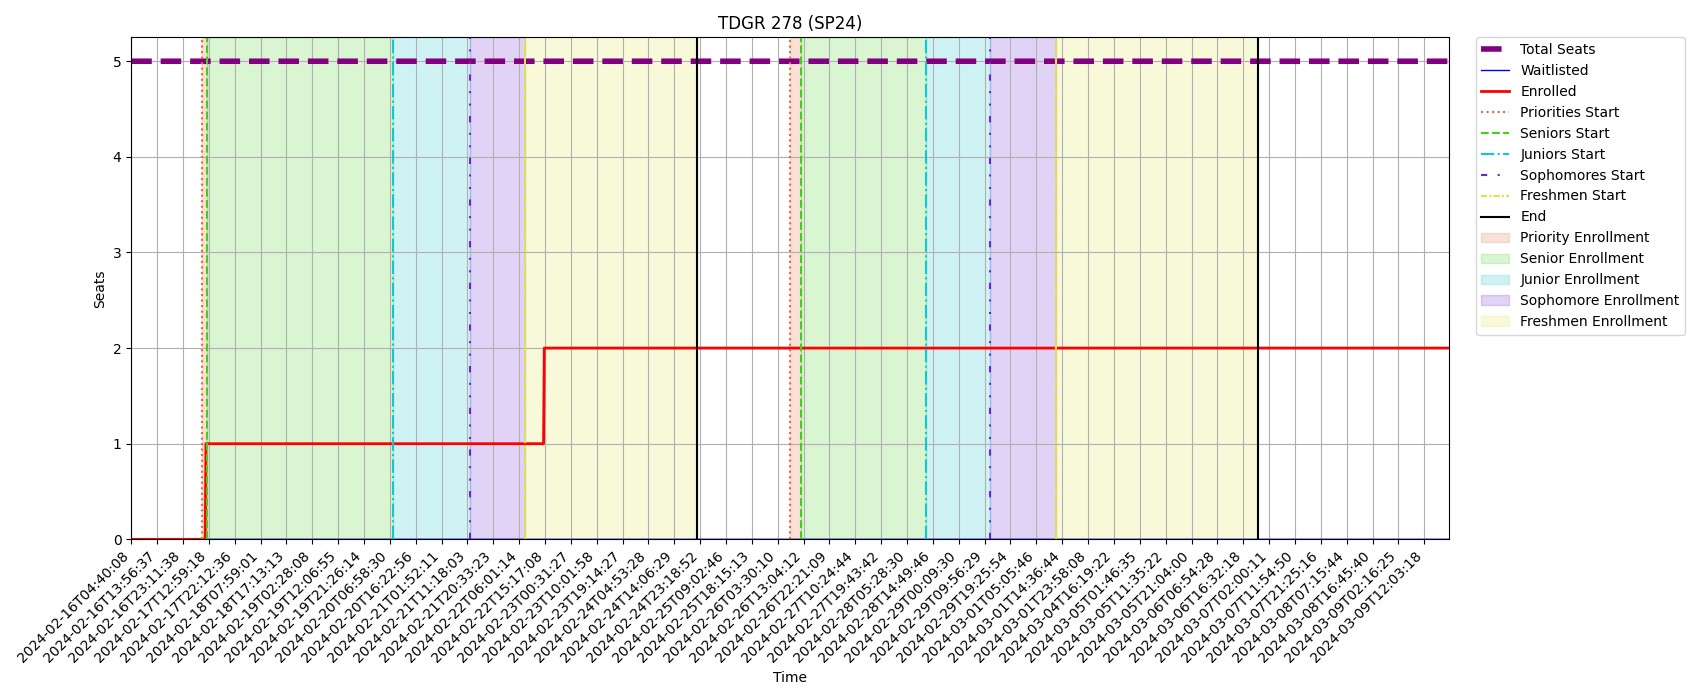 TDGR 278 (SP24)
Seats
5
4
3
2
1
0
2024-02-16T04:40:08
2024-02-16T13:56:37
2024-02-16T23:11:38
2024-02-17T12:59:18
2024-02-17T22:12:36
2024-02-18T07:59:01
2024-02-18T17:13:13
2024-02-19T02:28:08
2024-02-19T12:06:55
2024-02-19T21:26:14
2024-02-20T06:58:30
2024-02-20T16:22:56
2024-02-21T01:52:11
2024-02-21T11:18:03
2024-02-21T20:33:23
2024-02-22T06:01:14
2024-02-22T15:17:08
2024-02-23T00:31:27
2024-02-23T10:01:58
2024-02-23T19:14:27
2024-02-24T04:53:28
2024-02-24T14:06:29
2024-02-24T23:18:52
2024-02-25T09:02:46
2024-02-25T18:15:13
2024-02-26T03:30:10
2024-02-26T13:04:12
2024-02-26T22:21:09
2024-02-27T10:24:44
2024-02-27T19:43:42
2024-02-28T05:28:30
2024-02-28T14:49:46
2024-02-29T00:09:30
2024-02-29T09:56:29
2024-02-29T19:25:54
2024-03-01T05:05:46
2024-03-01T14:36:44
2024-03-01T23:58:08
2024-03-04T16:19:22
2024-03-05T01:46:35
2024-03-05T11:35:22
2024-03-05T21:04:00
2024-03-06T06:54:28
2024-03-06T16:32:18
2024-03-07T02:00:11
2024-03-07T11:54:50
2024-03-07T21:25:16
2024-03-08T07:15:44
2024-03-08T16:45:40
2024-03-09T02:16:25
2024-03-09T12:03:18
Time
Total Seats
Waitlisted
Enrolled
Priorities Start
Seniors Start
Juniors Start
Sophomores Start
Freshmen Start
End
Priority Enrollment
Senior Enrollment
Junior Enrollment
Sophomore Enrollment
Freshmen Enrollment